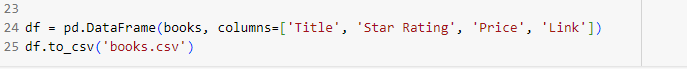 23
24 df = pd.DataFrame(books, columns=['Title', 'Star Rating', 'Price', 'Link'])
25 df.to_csv('books.csv')